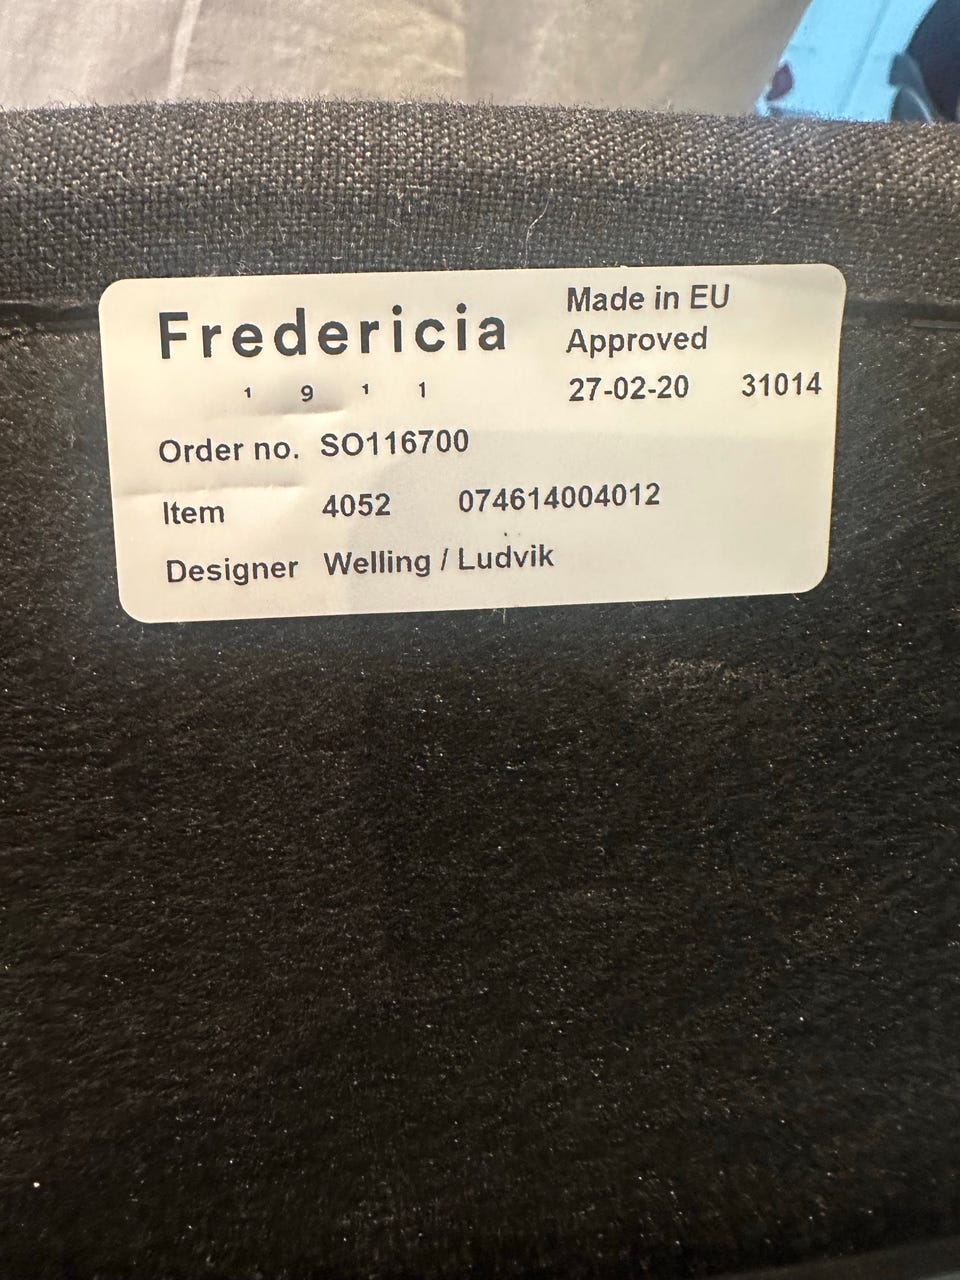 Fredericia
1 9 1 1
Made in EU
Approved
27-02-20 31014
Order no. SO116700
Item 4052 074614004012
Designer Welling / Ludvik